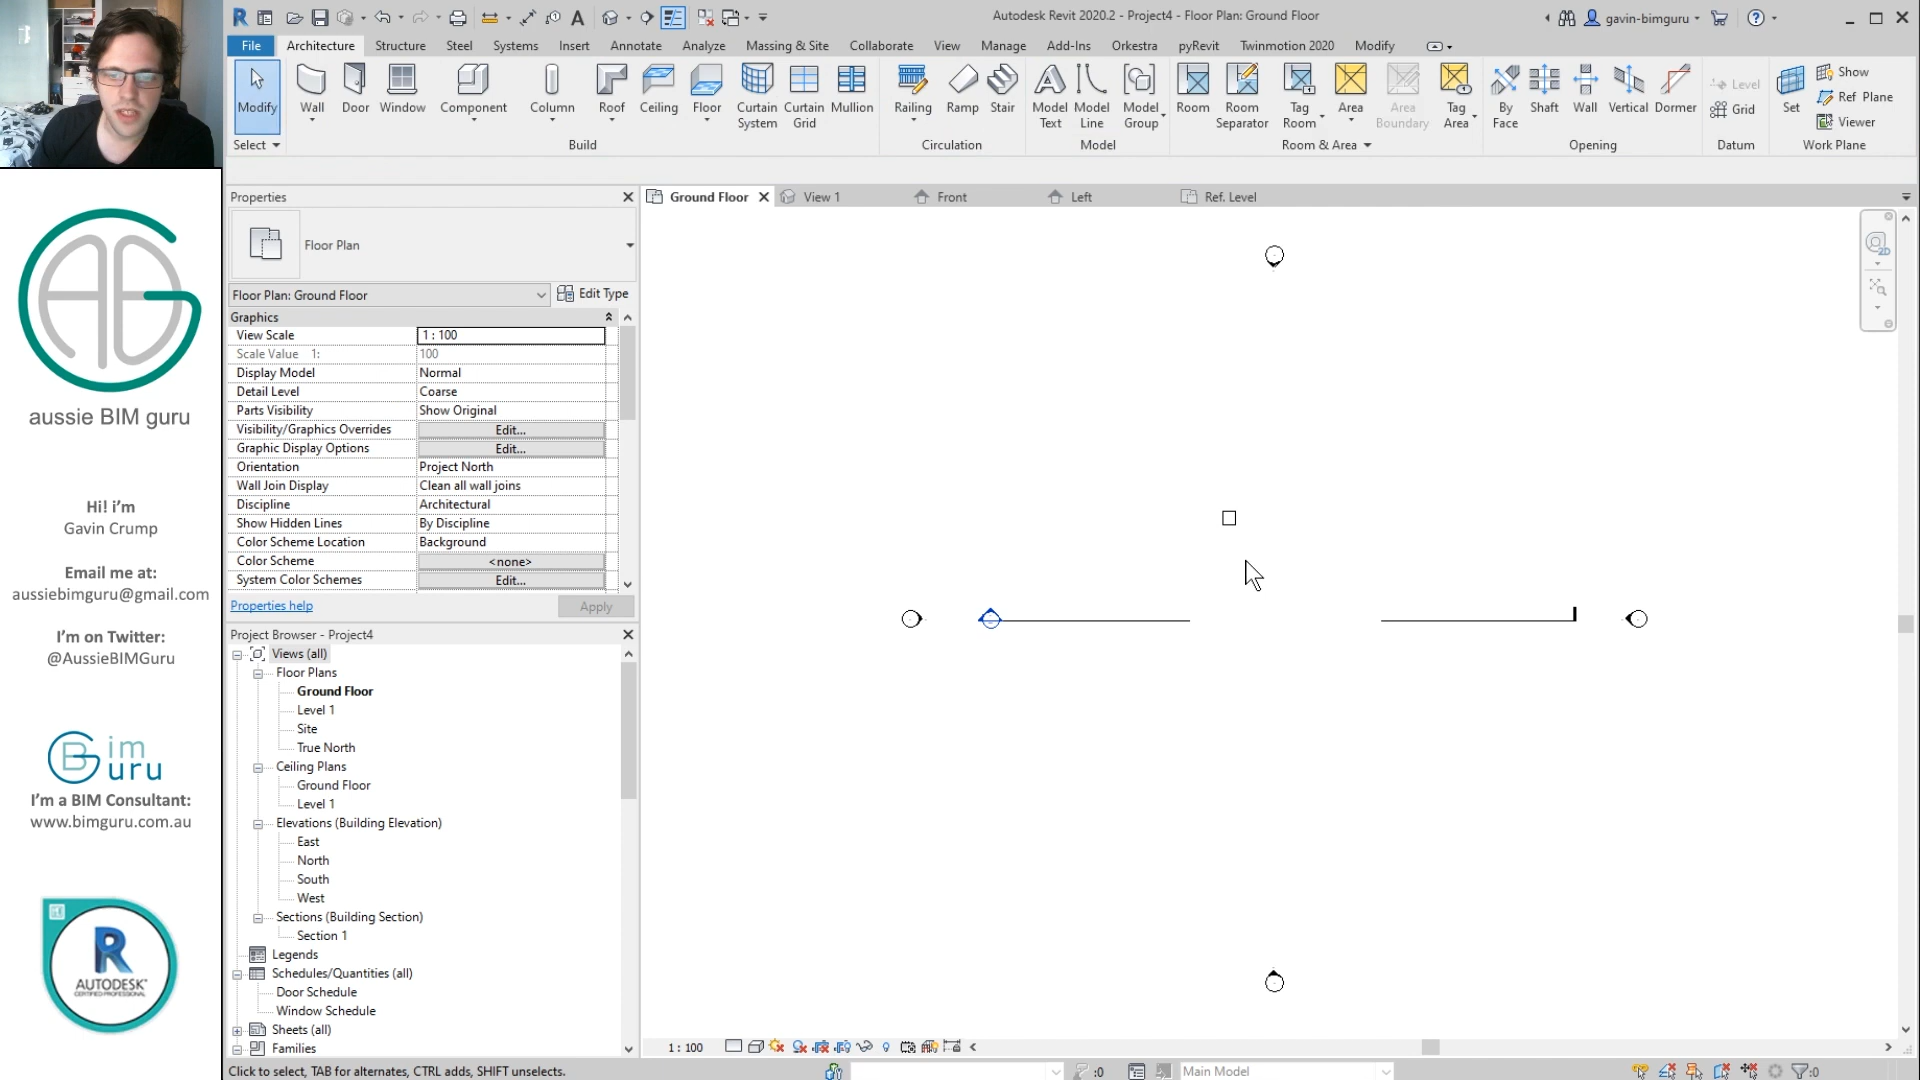 Autodesk Revit 2020.2 - Project4 - Floor Plan: Ground Floor
gavin-bimguru
File
Architecture
Structure
Steel
Systems
Insert
Annotate
Analyze
Massing & Site
Collaborate
View
Manage
Add-Ins
Orkestra
pyRevit
Twinmotion 2020
Modify
Modify
Wall
Door
Window
Component
Column
Roof
Ceiling
Floor
Curtain System
Curtain Grid
Mullion
Railing
Ramp
Stair
Model Text
Model Line
Model Group
Room
Room Separator
Tag Room
Area
Area Boundary
Tag Area
By Face
Shaft
Wall
Vertical
Dormer
Level
Grid
Set
Show
Ref Plane
Viewer
Select
Build
Circulation
Model
Room & Area
Opening
Datum
Work Plane
Properties
Ground Floor
View 1
Front
Left
Ref. Level
Floor Plan
Floor Plan: Ground Floor
Edit Type
Graphics
View Scale 1 : 100
Scale Value 1: 100
Display Model Normal
Detail Level Coarse
Parts Visibility Show Original
Visibility/Graphics Overrides Edit...
Graphic Display Options Edit...
Orientation Project North
Wall Join Display Clean all wall joins
Discipline Architectural
Show Hidden Lines By Discipline
Color Scheme Location Background
Color Scheme <none>
System Color Schemes Edit...
Properties help
Apply
Project Browser - Project4
Views (all)
Floor Plans
Ground Floor
Level 1
Site
True North
Ceiling Plans
Ground Floor
Level 1
Elevations (Building Elevation)
East
North
South
West
Sections (Building Section)
Section 1
Legends
Schedules/Quantities (all)
Door Schedule
Window Schedule
Sheets (all)
Families
2D
1 : 100
Click to select, TAB for alternates, CTRL adds, SHIFT unselects.
:0
Main Model
:0
aussie BIM guru
Hi! i'm
Gavin Crump
Email me at:
aussiebimguru@gmail.com
I'm on Twitter:
@AussieBIMGuru
Bim
Guru
I'm a BIM Consultant:
www.bimguru.com.au
R
AUTODESK
CERTIFIED PROFESSIONAL